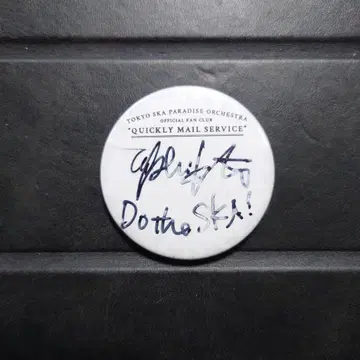 TOKYO SKA PARADISE ORCHESTRA
OFFICIAL FAN CLUB
"QUICKLY MAIL SERVICE"
Do the. SKA!